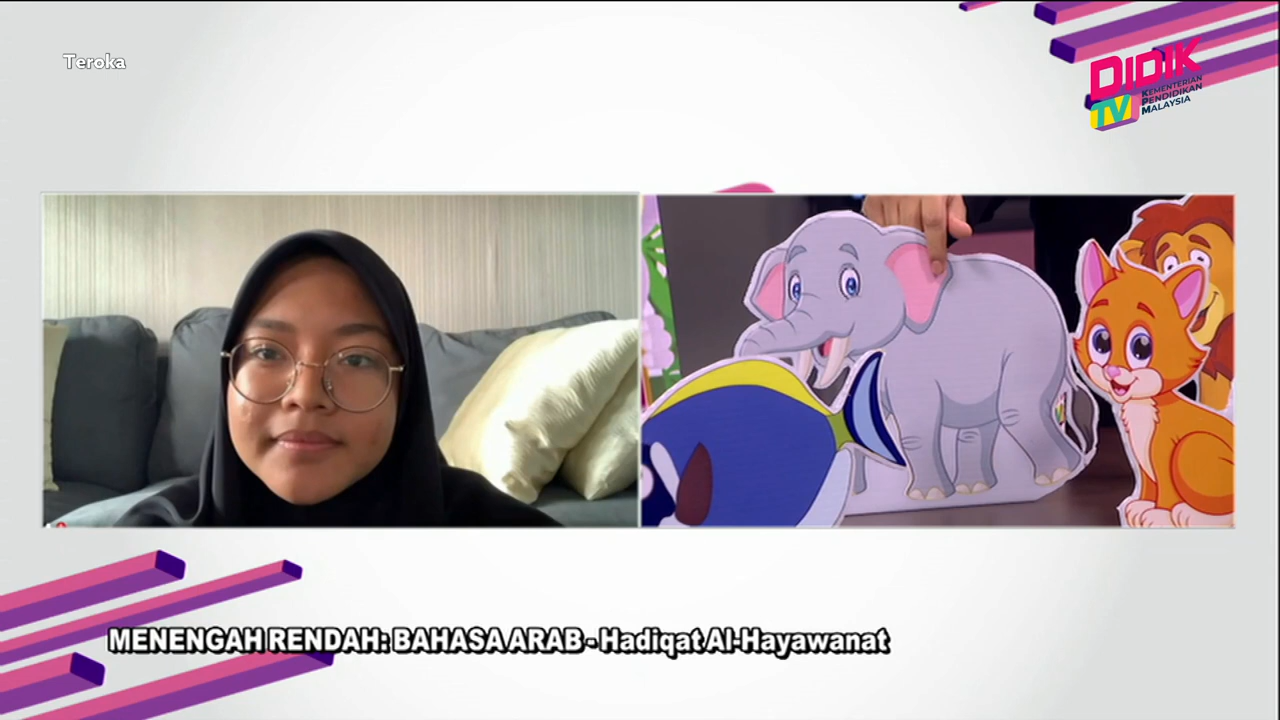 Teroka
DIDIK
TV
KEMENTERIAN
PENDIDIKAN
MALAYSIA
MENENGAH RENDAH: BAHASA ARAB - Hadiqat Al-Hayawanat